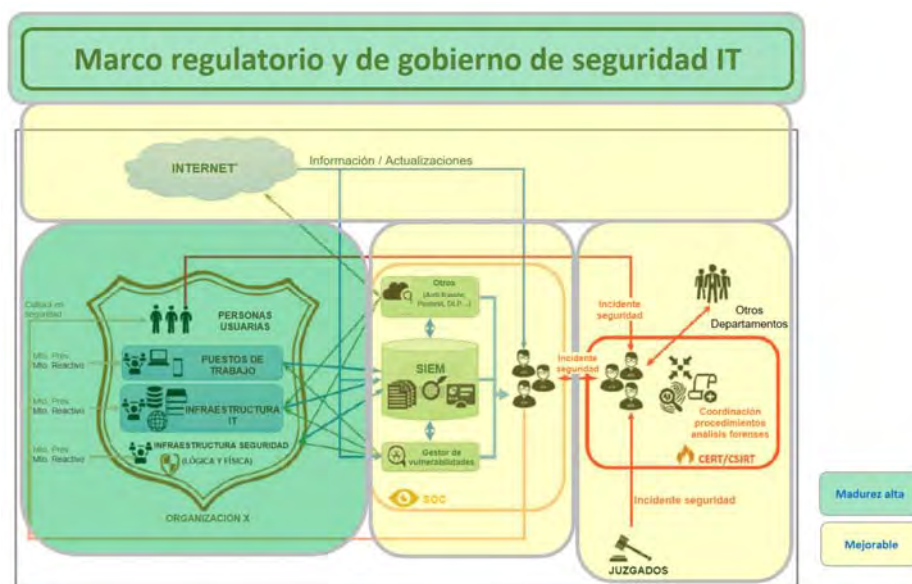 Marco regulatorio y de gobierno de seguridad IT
INTERNET
Información / Actualizaciones
Cultura en
seguridad
PERSONAS
USUARIAS
Mto. Prev.
Mto. Reactivo
PUESTOS DE
TRABAJO
Mto. Prev.
Mto. Reactivo
INFRAESTRUCTURA
IT
Mto. Prev.
Mto. Reactivo
INFRAESTRUCTURA SEGURIDAD
(LÓGICA Y FÍSICA)
ORGANIZACIÓN X
Otros
DLP...)
SIEM
Gestor de
vulnerabilidades
SOC
Incidente
seguridad
Incidente
seguridad
Otros
Departamentos
Coordinación
procedimientos
análisis forenses
CERT/CSIRT
Incidente seguridad
JUZGADOS
Madurez alta
Mejorable